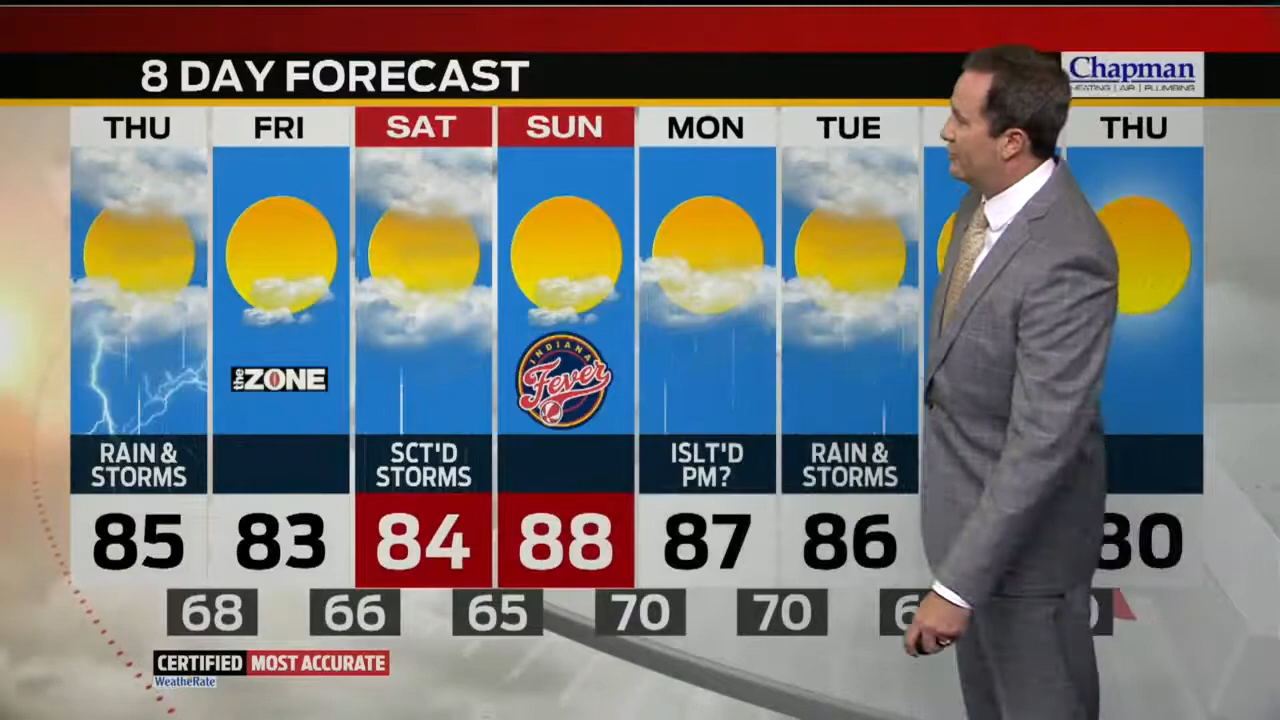 8 DAY FORECAST
Chapman
HEATING | AIR | PLUMBING
THU FRI SAT SUN MON TUE THU
the ZONE
INDIANA
Fever
RAIN & STORMS
SCT'D STORMS
ISLT'D PM?
RAIN & STORMS
85 83 84 88 87 86
68 66 65 70 70
CERTIFIED MOST ACCURATE
WeatheRate